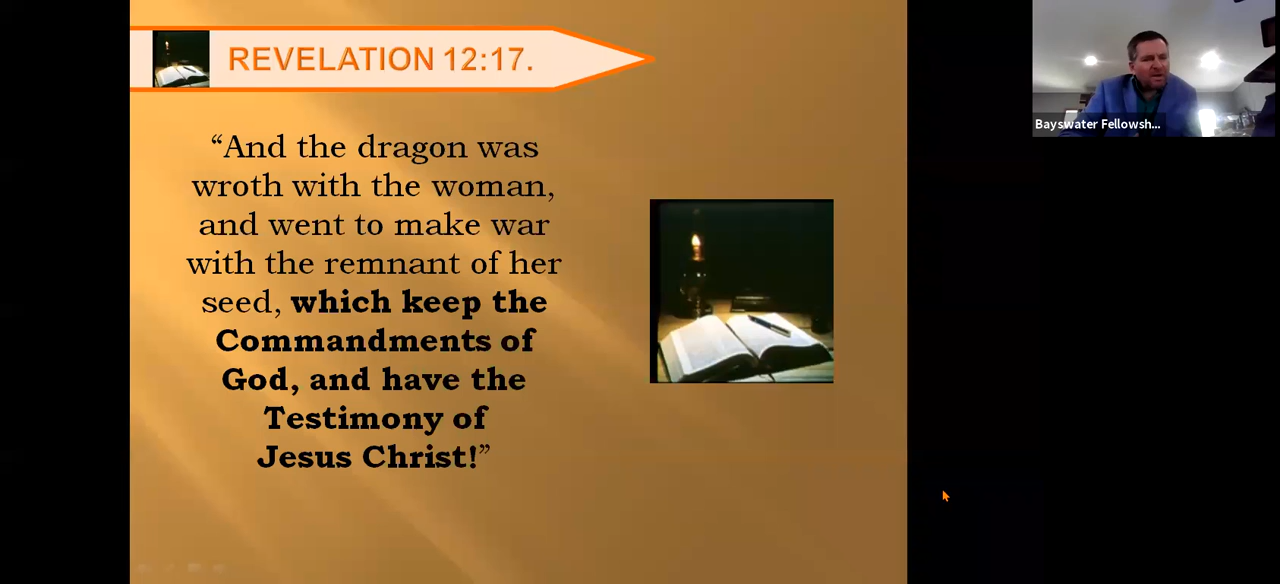 REVELATION 12:17.
“And the dragon was
wroth with the woman,
and went to make war
with the remnant of her
seed, which keep the
Commandments of
God, and have the
Testimony of
Jesus Christ!”
Bayswater Fellowsh...